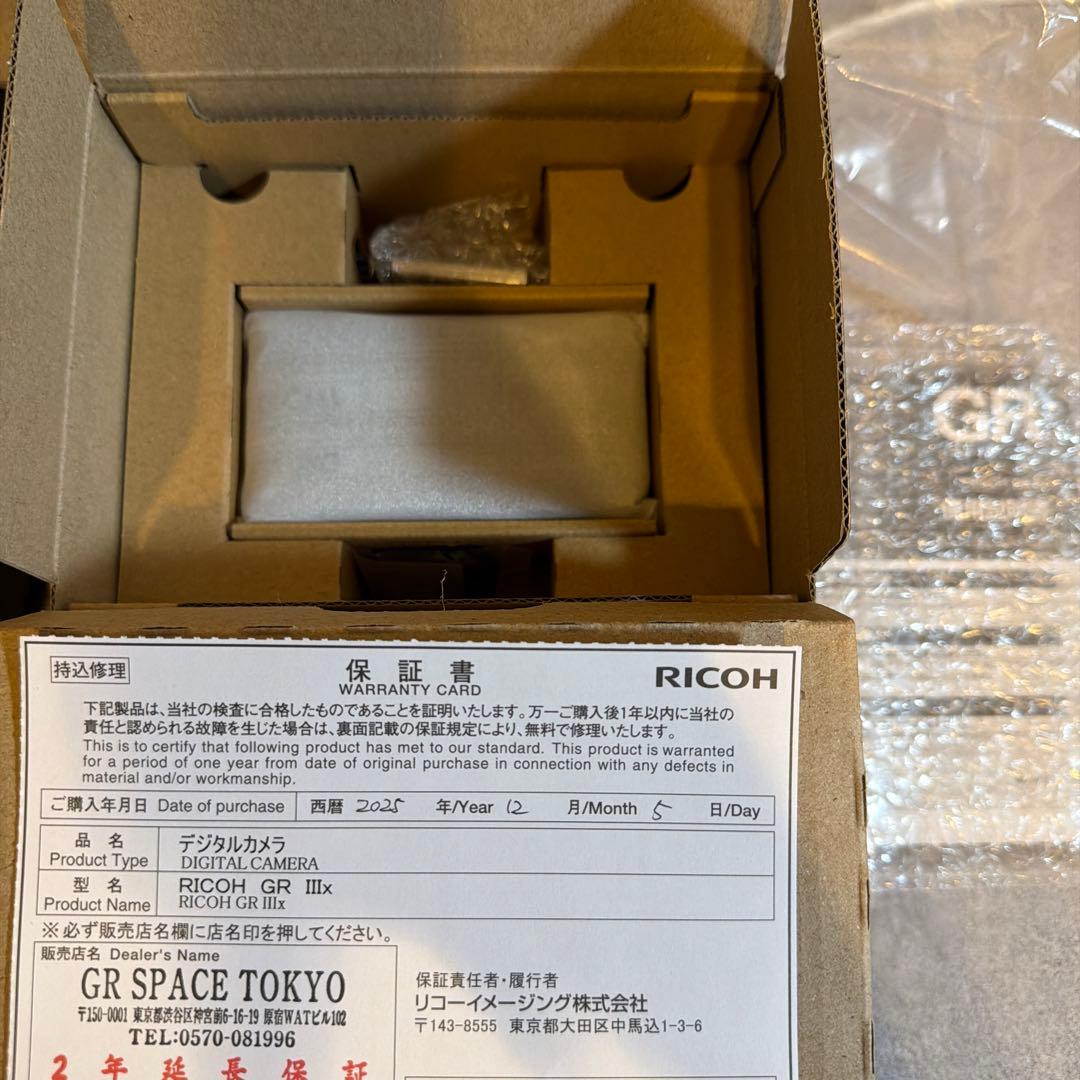 GR
持込修理
保証書
WARRANTY CARD
RICOH
下記製品は、当社の検査に合格したものであることを証明いたします。万一ご購入後1年以内に当社の
責任と認められる故障を生じた場合は、裏面記載の保証規定により、無料で修理いたします。
This is to certify that following product has met to our standard. This product is warranted
for a period of one year from date of original purchase in connection with any defects in
material and/or workmanship.
ご購入年月日 Date of purchase 西暦 2025 年/Year 12 月/Month 5 日/Day
品名 デジタルカメラ
Product Type DIGITAL CAMERA
型名 RICOH GR IIIx
Product Name RICOH GR IIIx
※必ず販売店名欄に店名印を押してください。
販売店名 Dealer's Name
GR SPACE TOKYO
〒150-0001 東京都渋谷区神宮前6-16-19 原宿WATビル102
TEL:0570-081996
2年延長保証
保証責任者・履行者
リコーイメージング株式会社
〒143-8555 東京都大田区中馬込1-3-6